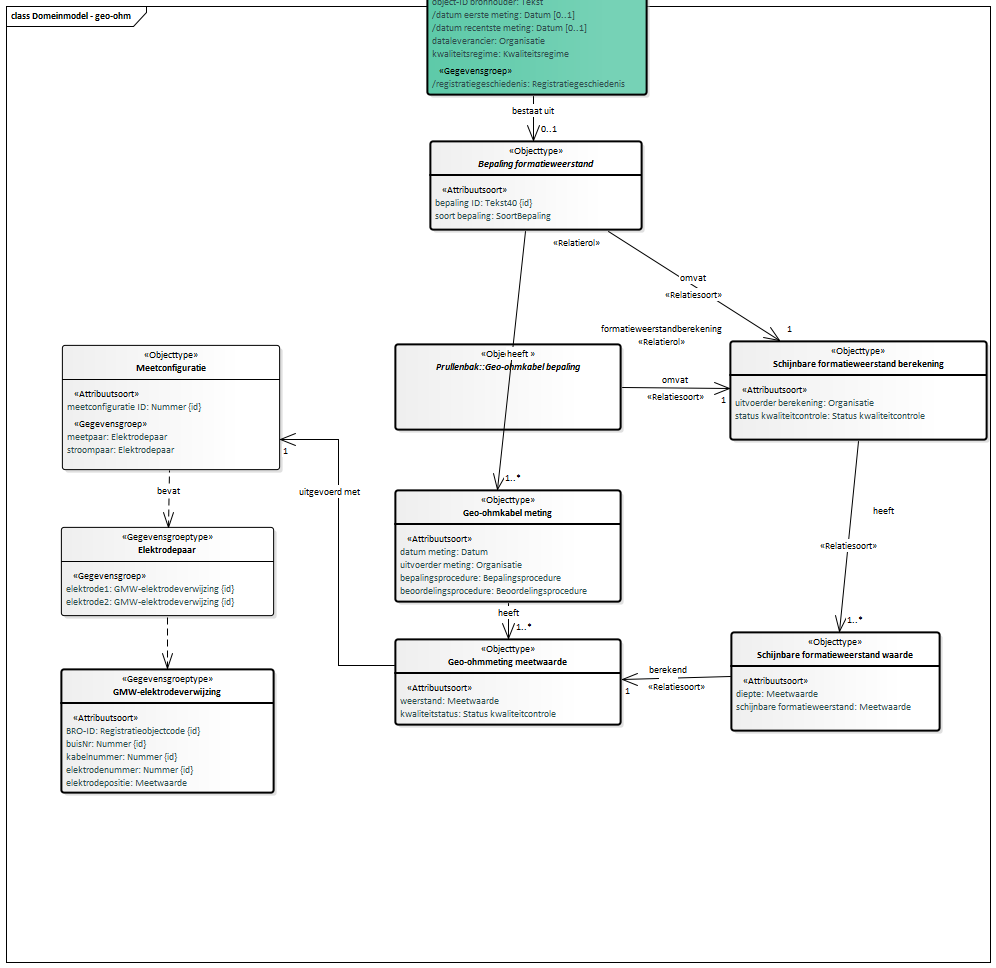 class Domeinmodel - geo-ohm
object-ID bronhouder: Tekst
/datum eerste meting: Datum [0..1]
/datum recentste meting: Datum [0..1]
dataleverancier: Organisatie
kwaliteitsregime: Kwaliteitsregime
«Gegevensgroep»
/registratiegeschiedenis: Registratiegeschiedenis
bestaat uit
0..1
«Objecttype»
Bepaling formatieweerstand
«Attribuutsoort»
bepaling ID: Tekst40 {id}
soort bepaling: SoortBepaling
«Relatierol»
omvat
«Relatiesoort»
1
formatieweerstandberekening
«Relatierol»
«Objecttype»
Meetconfiguratie
«Attribuutsoort»
meetconfiguratie ID: Nummer {id}
«Gegevensgroep»
meetpaar: Elektrodepaar
stroompaar: Elektrodepaar
«Obje heeft »
Prullenbak::Geo-ohmkabel bepaling
omvat
«Relatiesoort»
1
«Objecttype»
Schijnbare formatieweerstand berekening
«Attribuutsoort»
uitvoerder berekening: Organisatie
status kwaliteitcontrole: Status kwaliteitcontrole
1
uitgevoerd met
bevat
1..*
heeft
«Relatiesoort»
«Gegevensgroeptype»
Elektrodepaar
«Gegevensgroep»
elektrode1: GMW-elektrodeverwijzing {id}
elektrode2: GMW-elektrodeverwijzing {id}
«Objecttype»
Geo-ohmkabel meting
«Attribuutsoort»
datum meting: Datum
uitvoerder meting: Organisatie
bepalingsprocedure: Bepalingsprocedure
beoordelingsprocedure: Beoordelingsprocedure
heeft
1..*
1..*
«Objecttype»
Geo-ohmmeting meetwaarde
«Attribuutsoort»
weerstand: Meetwaarde
kwaliteitstatus: Status kwaliteitcontrole
berekend
«Relatiesoort»
1
«Objecttype»
Schijnbare formatieweerstand waarde
«Attribuutsoort»
diepte: Meetwaarde
schijnbare formatieweerstand: Meetwaarde
«Gegevensgroeptype»
GMW-elektrodeverwijzing
«Attribuutsoort»
BRO-ID: Registratieobjectcode {id}
buisNr: Nummer {id}
kabelnummer: Nummer {id}
elektrodenummer: Nummer {id}
elektrodepositie: Meetwaarde